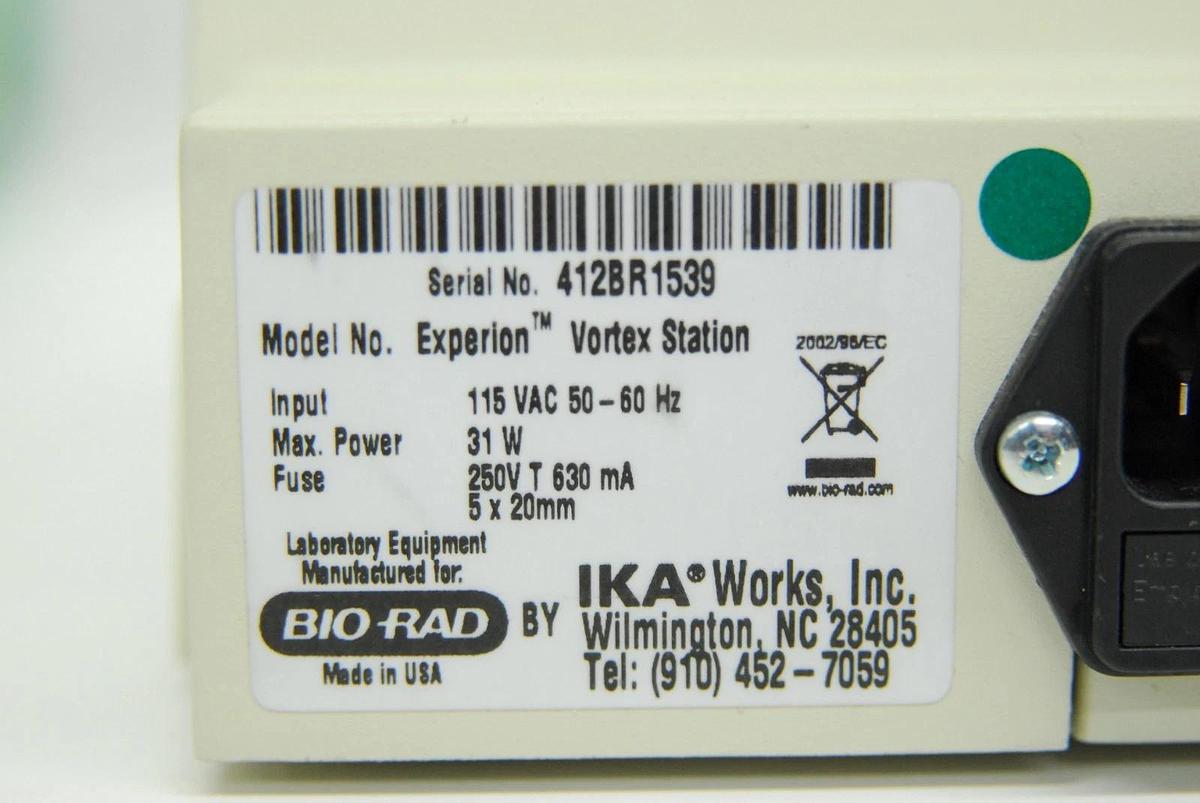 Serial No. 412BR1539
Model No. Experion™ Vortex Station
2002/96/EC
Input 115 VAC 50 – 60 Hz
Max. Power 31 W
Fuse 250V T 630 mA
5 x 20mm
www.bio-rad.com
Laboratory Equipment
Manufactured for:
BIO-RAD
Made in USA
BY
IKA® Works, Inc.
Wilmington, NC 28405
Tel: (910) 452 – 7059